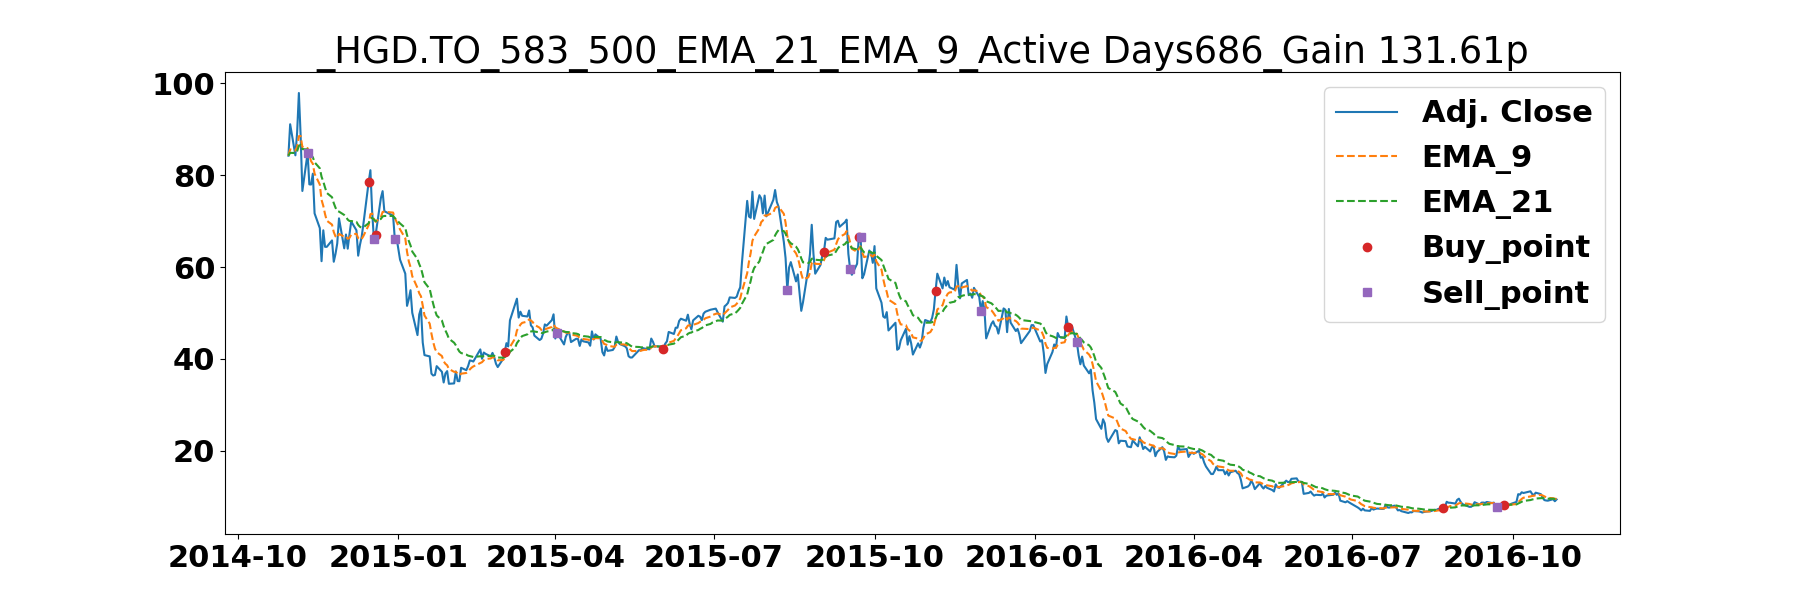 _HGD.TO_583_500_EMA_21_EMA_9_Active Days686_Gain 131.61p
100
80
60
40
20
Adj. Close
EMA_9
EMA_21
Buy_point
Sell_point
2014-10 2015-01 2015-04 2015-07 2015-10 2016-01 2016-04 2016-07 2016-10